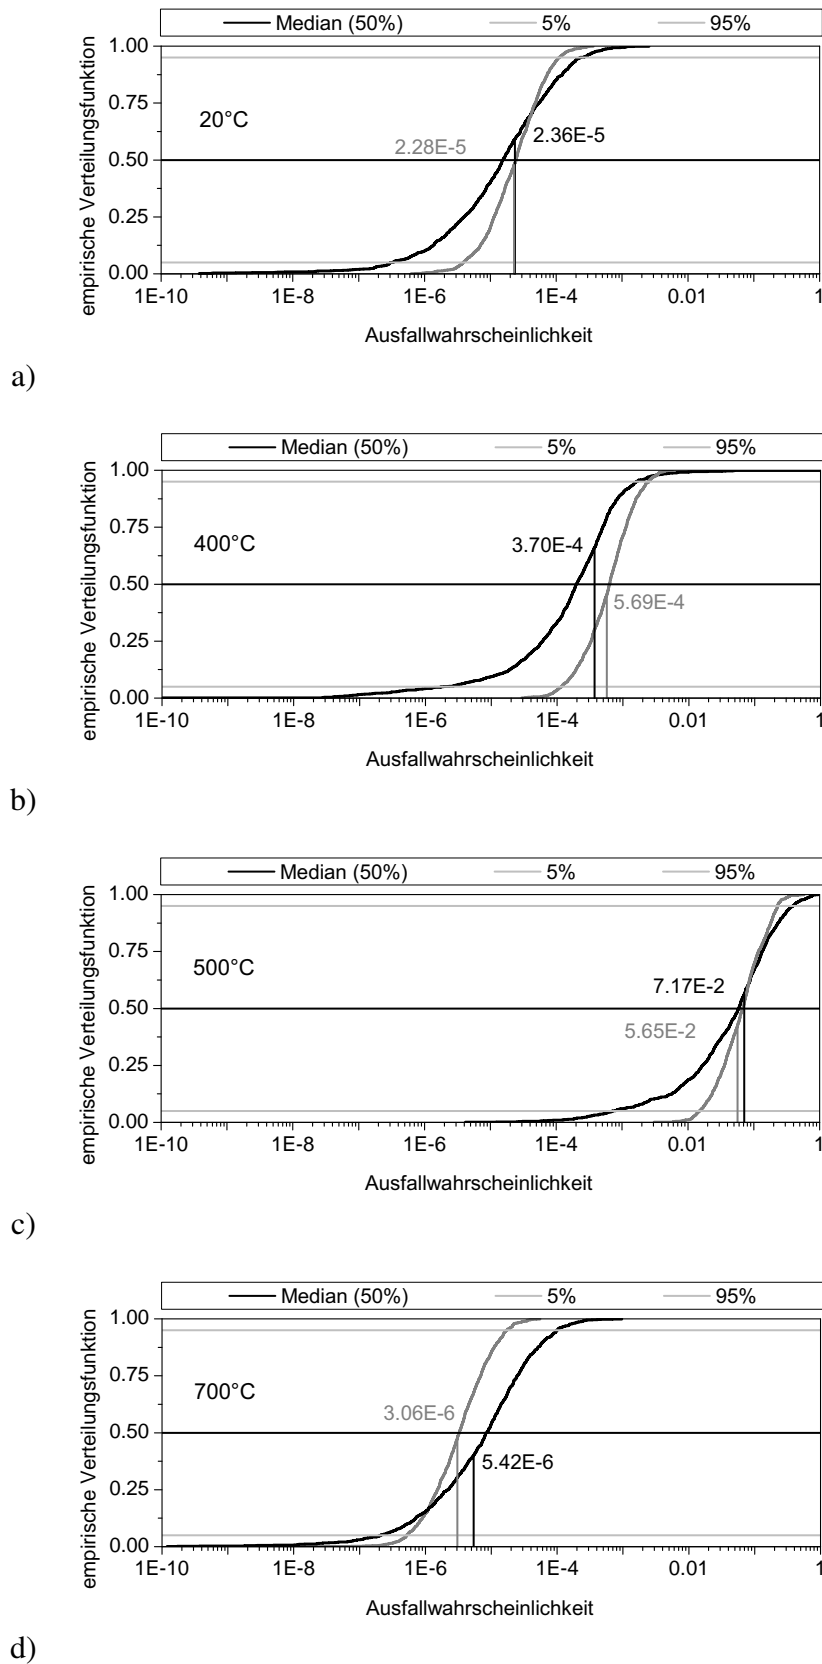 Median (50%) 5% 95%
1.00
0.75
0.50
0.25
0.00
empirische Verteilungsfunktion
20°C
2.28E-5
2.36E-5
1E-10 1E-8 1E-6 1E-4 0.01 1
Ausfallwahrscheinlichkeit
a)
Median (50%) 5% 95%
1.00
0.75
0.50
0.25
0.00
empirische Verteilungsfunktion
400°C
3.70E-4
5.69E-4
1E-10 1E-8 1E-6 1E-4 0.01 1
Ausfallwahrscheinlichkeit
b)
Median (50%) 5% 95%
1.00
0.75
0.50
0.25
0.00
empirische Verteilungsfunktion
500°C
7.17E-2
5.65E-2
1E-10 1E-8 1E-6 1E-4 0.01 1
Ausfallwahrscheinlichkeit
c)
Median (50%) 5% 95%
1.00
0.75
0.50
0.25
0.00
empirische Verteilungsfunktion
700°C
3.06E-6
5.42E-6
1E-10 1E-8 1E-6 1E-4 0.01 1
Ausfallwahrscheinlichkeit
d)